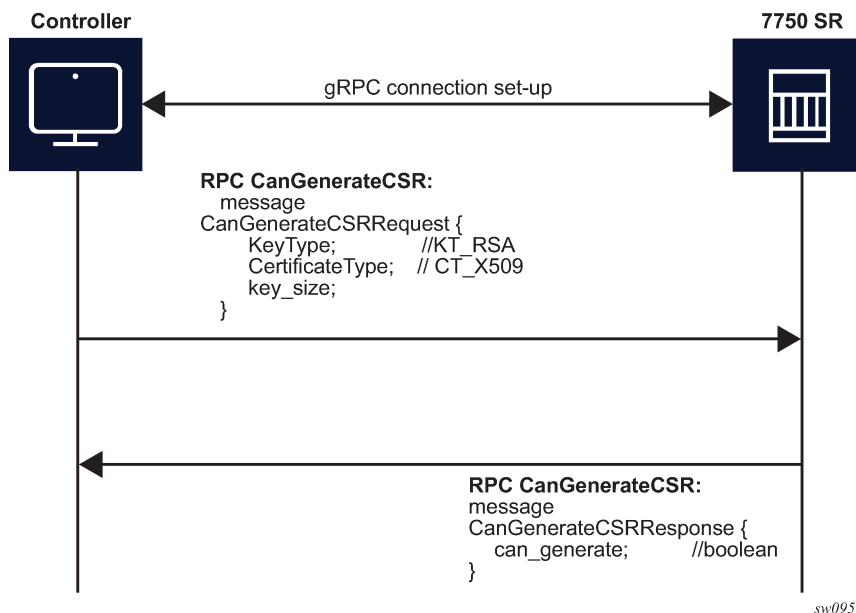 Controller
7750 SR
gRPC connection set-up
RPC CanGenerateCSR:
message
CanGenerateCSRRequest {
KeyType; //KT_RSA
CertificateType; // CT_X509
key_size;
}
RPC CanGenerateCSR:
message
CanGenerateCSRResponse {
can_generate; //boolean
}
sw095